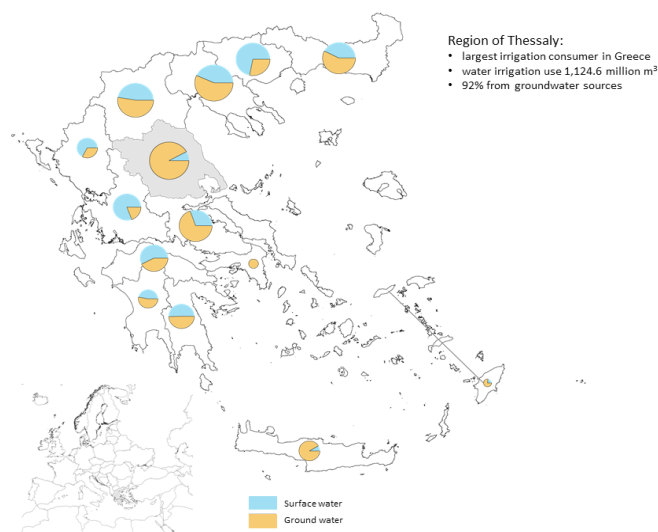 Region of Thessaly:
• largest irrigation consumer in Greece
• water irrigation use 1,124.6 million m³
• 92% from groundwater sources
Surface water
Ground water